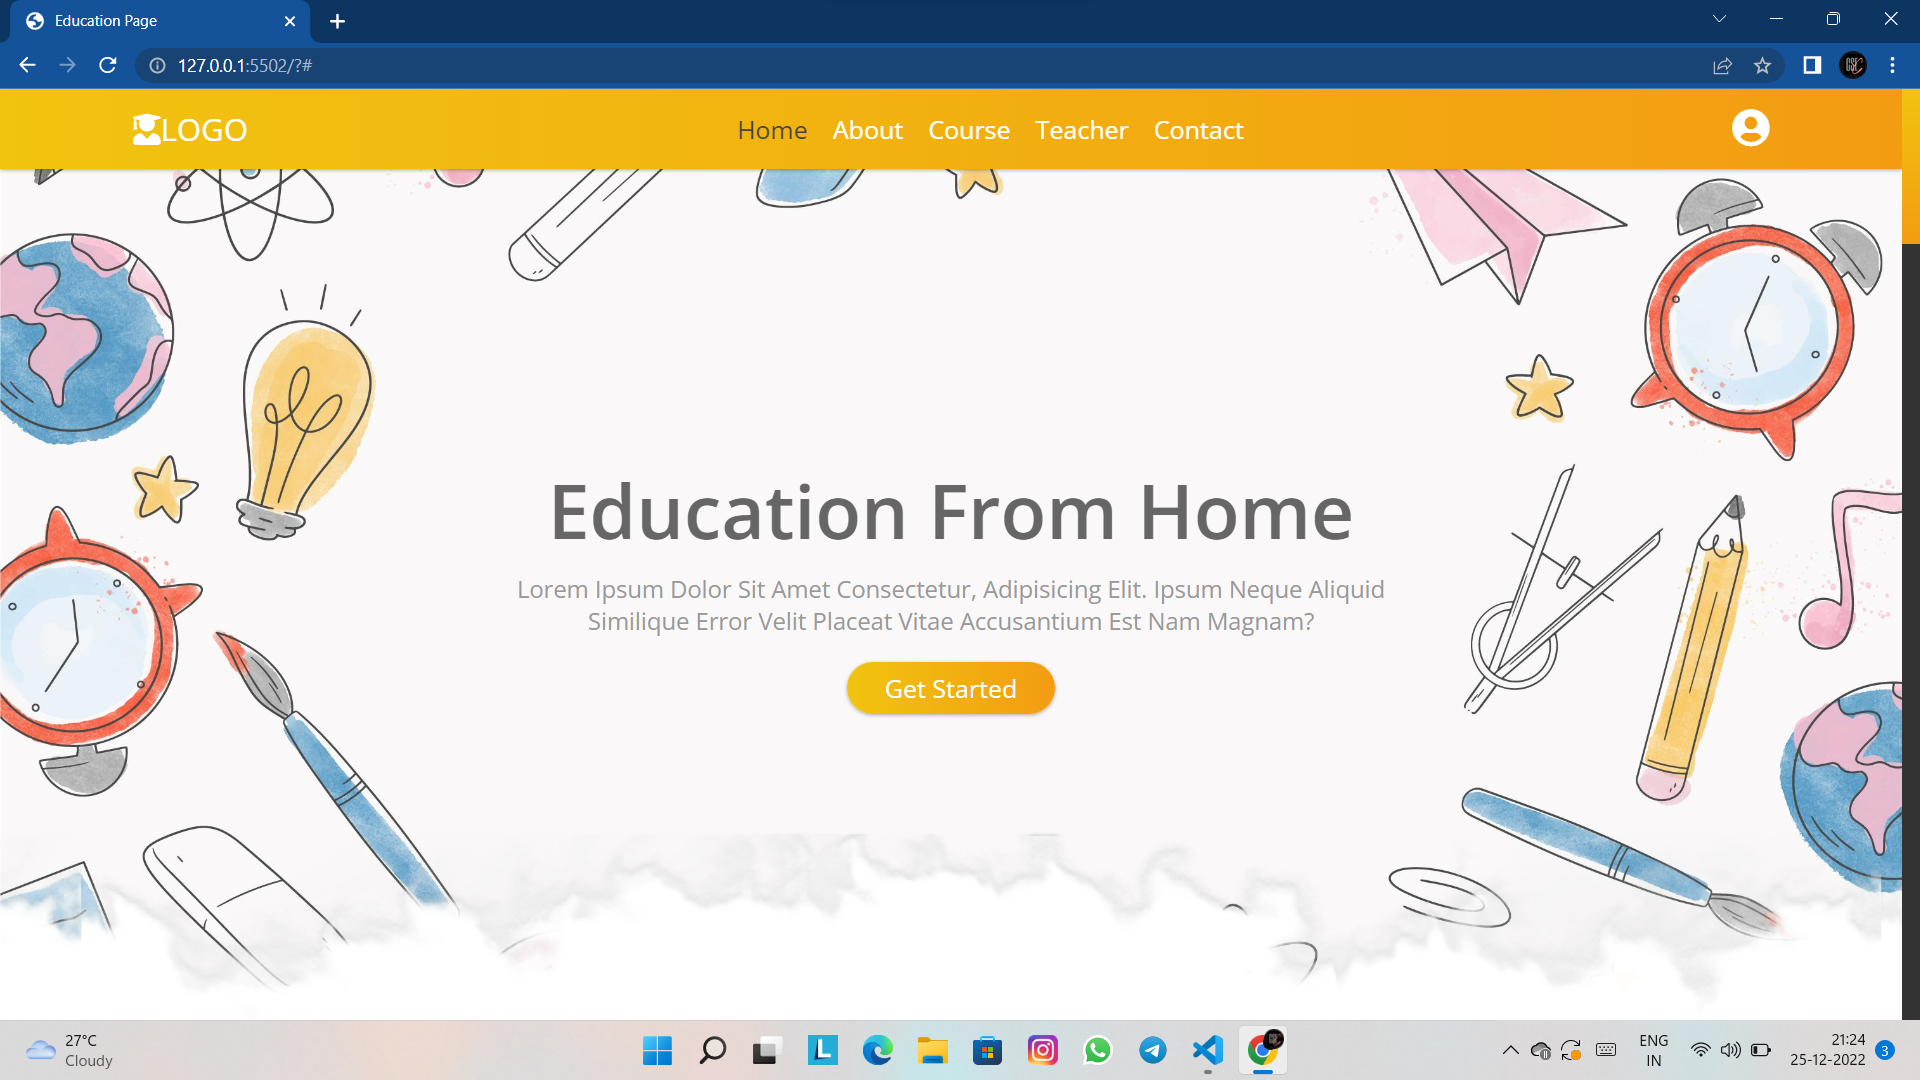 Education Page
127.0.0.1:5502/?#
LOGO
Home About Course Teacher Contact
Education From Home
Lorem Ipsum Dolor Sit Amet Consectetur, Adipisicing Elit. Ipsum Neque Aliquid
Similique Error Velit Placeat Vitae Accusantium Est Nam Magnam?
Get Started
27°C
Cloudy
L
ENG
IN
21:24
25-12-2022
3